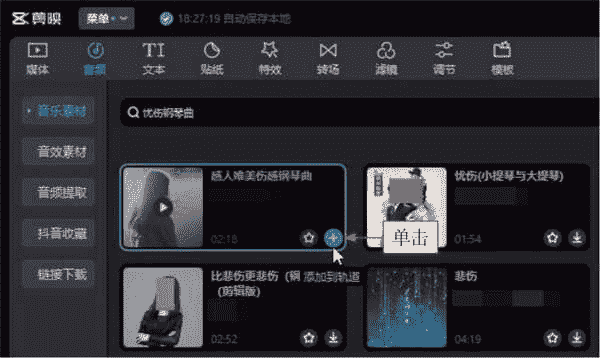 剪映
菜单
18:27:19 自动保存本地
媒体
音频
文本
贴纸
特效
转场
滤镜
调节
模板
音乐素材
音效素材
音频提取
抖音收藏
链接下载
忧伤钢琴曲
感人唯美伤感钢琴曲
02:18
忧伤(小提琴与大提琴)
01:54
单击
比悲伤更悲伤（钢
（剪辑版）
添加到轨道
02:52
悲伤
04:19